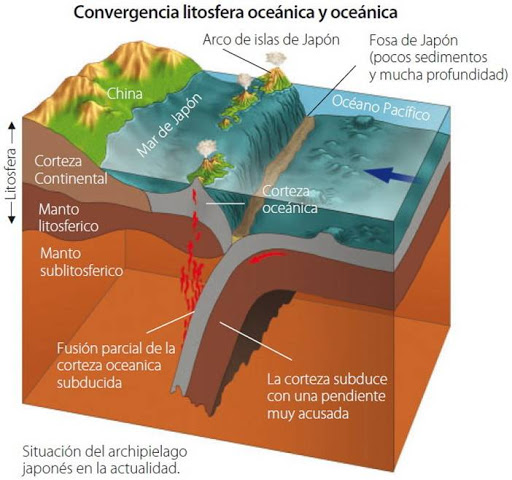 Convergencia litosfera oceánica y oceánica
Arco de islas de Japón
Fosa de Japón
(pocos sedimentos
y mucha profundidad)
China
Mar de Japón
Océano Pacífico
Litosfera
Corteza
Continental
Corteza
oceánica
Manto
litosferico
Manto
sublitosferico
Fusión parcial de la
corteza oceanica
subducida
La corteza subduce
con una pendiente
muy acusada
Situación del archipielago
japonés en la actualidad.